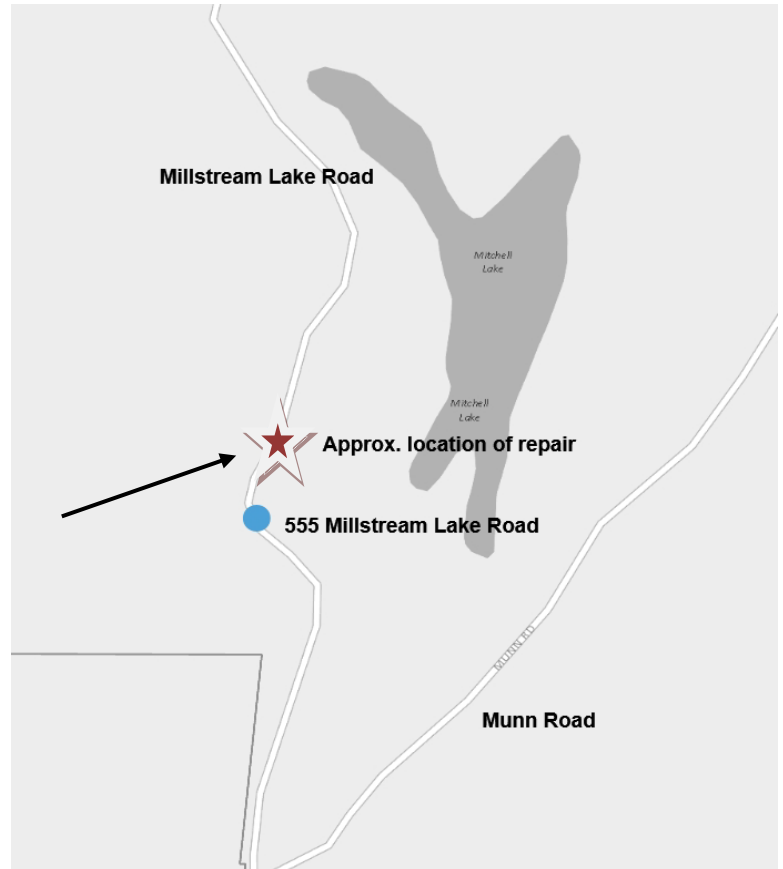 Millstream Lake Road
Mitchell
Lake
Mitchell
Lake
Approx. location of repair
555 Millstream Lake Road
MUNN RD
Munn Road